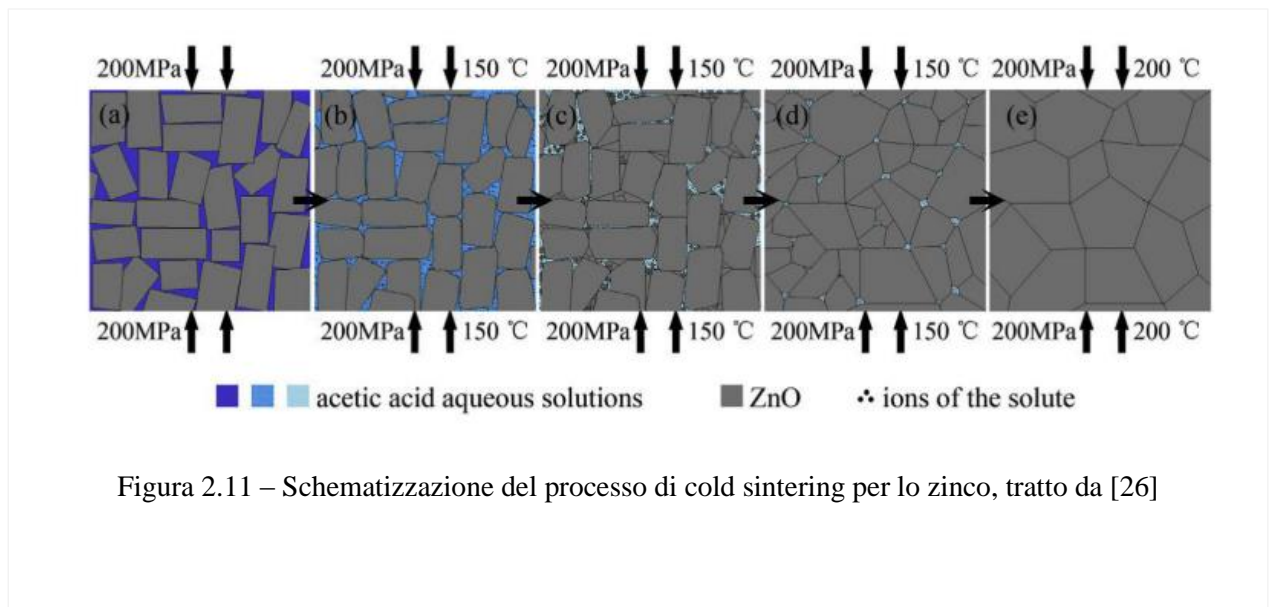 200MPa 200MPa 150 ℃ 200MPa 150 ℃ 200MPa 150 ℃ 200MPa 200 ℃
(a) (b) (c) (d) (e)
200MPa 200MPa 150 ℃ 200MPa 150 ℃ 200MPa 150 ℃ 200MPa 200 ℃
acetic acid aqueous solutions ZnO ions of the solute
Figura 2.11 – Schematizzazione del processo di cold sintering per lo zinco, tratto da [26]